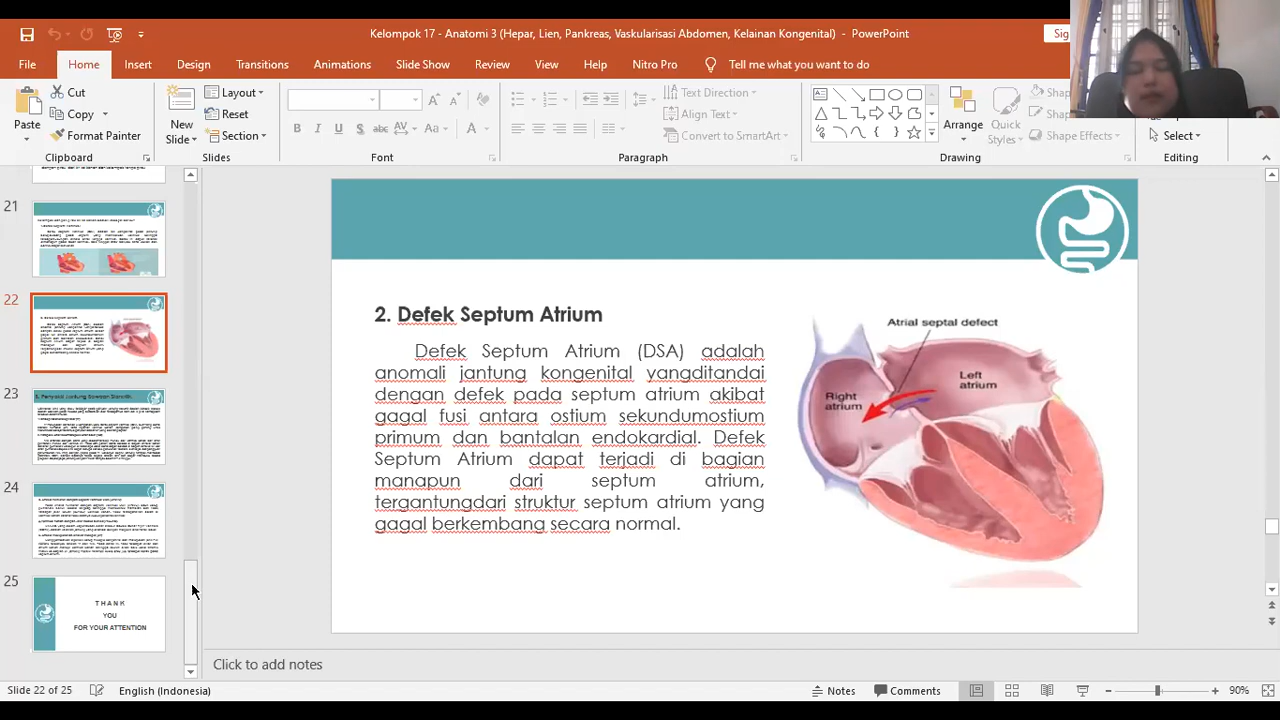 Kelompok 17 - Anatomi 3 (Hepar, Lien, Pankreas, Vaskularisasi Abdomen, Kelainan Kongenital) - PowerPoint
Sig
File Home Insert Design Transitions Animations Slide Show Review View Help Nitro Pro Tell me what you want to do
Paste
Cut
Copy
Format Painter
Clipboard
New
Slide
Layout
Reset
Section
Slides
B I U S abc AV Aa A
Font
Text Direction
Align Text
Convert to SmartArt
Paragraph
Arrange
Quick
Styles
Sha
Sha
Shape Effects
Drawing
Select
Editing
21
22
23
24
25
THANK
YOU
FOR YOUR ATTENTION
2. Defek Septum Atrium
Defek Septum Atrium (DSA) adalah
anomali jantung kongenital yangditandai
dengan defek pada septum atrium akibat
gagal fusi antara ostium sekundumostium
primum dan bantalan endokardial. Defek
Septum Atrium dapat terjadi di bagian
manapun dari septum atrium,
tergantungdari struktur septum atrium yang
gagal berkembang secara normal.
Atrial septal defect
Left
atrium
Right
atrium
Click to add notes
Slide 22 of 25 English (Indonesia) Notes Comments 90%